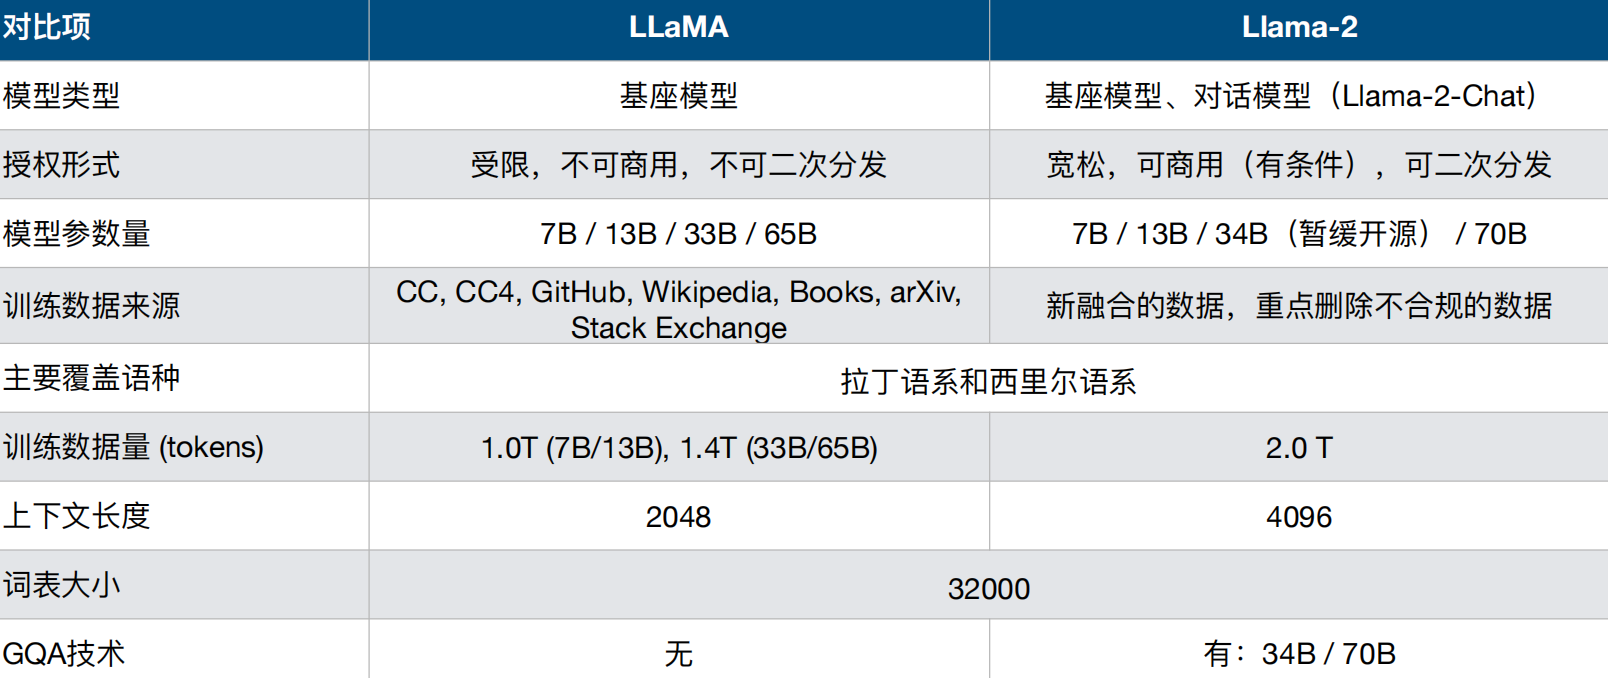 对比项 LLaMA Llama-2
模型类型 基座模型 基座模型、对话模型（Llama-2-Chat）
授权形式 受限，不可商用，不可二次分发 宽松，可商用（有条件），可二次分发
模型参数量 7B / 13B / 33B / 65B 7B / 13B / 34B（暂缓开源） / 70B
训练数据来源 CC, CC4, GitHub, Wikipedia, Books, arXiv,
Stack Exchange 新融合的数据，重点删除不合规的数据
主要覆盖语种 拉丁语系和西里尔语系
训练数据量 (tokens) 1.0T (7B/13B), 1.4T (33B/65B) 2.0 T
上下文长度 2048 4096
词表大小 32000
GQA技术 无 有：34B / 70B